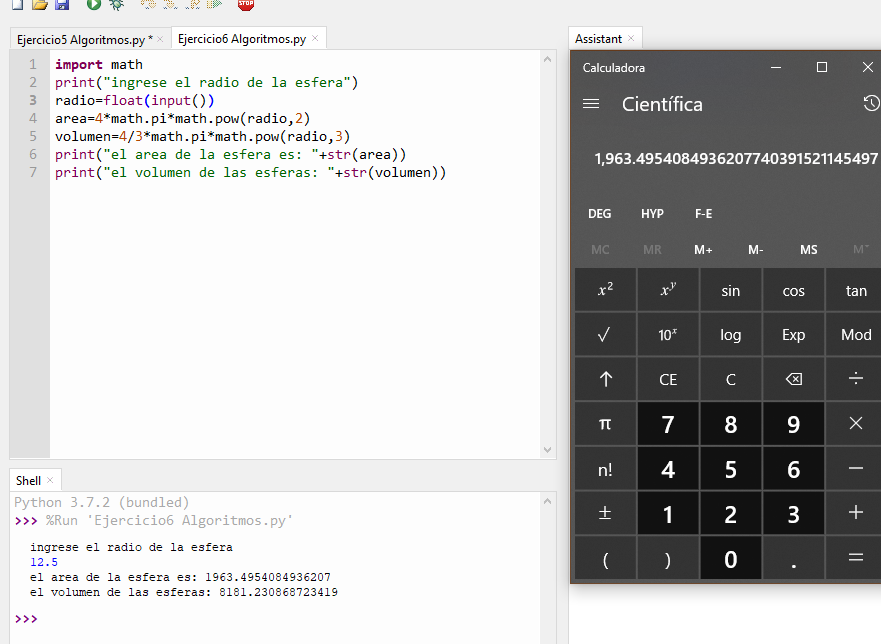 STOP
Ejercicio5 Algoritmos.py * ×
Ejercicio6 Algoritmos.py ×
1 import math
2 print("ingrese el radio de la esfera")
3 radio=float(input())
4 area=4*math.pi*math.pow(radio,2)
5 volumen=4/3*math.pi*math.pow(radio,3)
6 print("el area de la esfera es: "+str(area))
7 print("el volumen de las esferas: "+str(volumen))
Shell ×
Python 3.7.2 (bundled)
>>> %Run 'Ejercicio6 Algoritmos.py'
ingrese el radio de la esfera
12.5
el area de la esfera es: 1963.4954084936207
el volumen de las esferas: 8181.230868723419
>>>
Assistant ×
Calculadora
Científica
1,963.4954084936207740391521145497
DEG HYP F-E
MC MR M+ M- MS M˅
x² xʸ sin cos tan
√ 10ˣ log Exp Mod
↑ CE C ⌫ ÷
π 7 8 9 ×
n! 4 5 6 −
± 1 2 3 +
( ) 0 . =